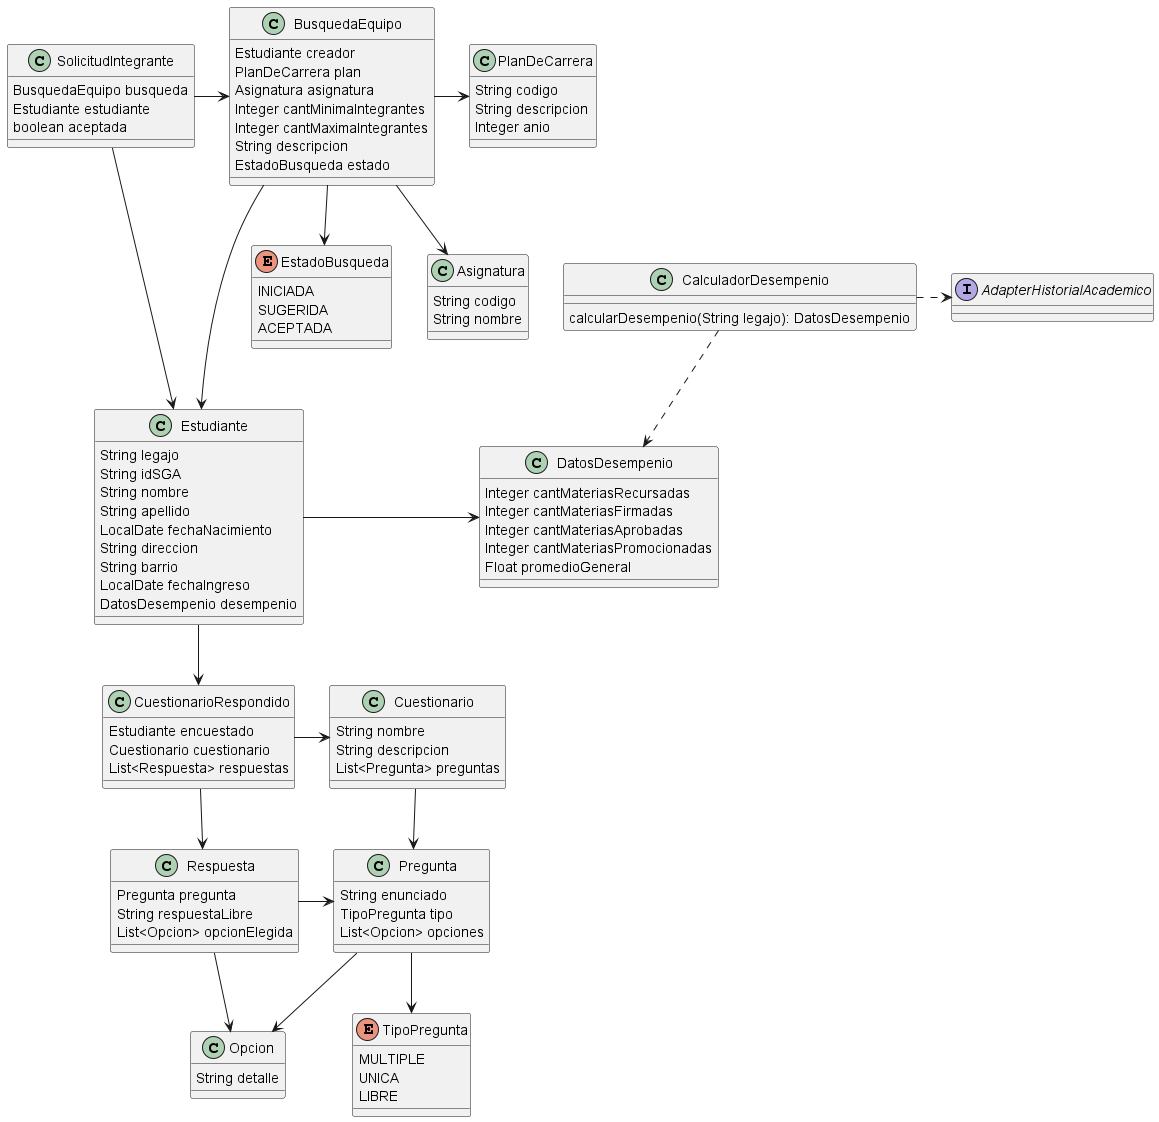 C SolicitudIntegrante
BusquedaEquipo busqueda
Estudiante estudiante
boolean aceptada
C BusquedaEquipo
Estudiante creador
PlanDeCarrera plan
Asignatura asignatura
Integer cantMinimaIntegrantes
Integer cantMaximaIntegrantes
String descripcion
EstadoBusqueda estado
C PlanDeCarrera
String codigo
String descripcion
Integer anio
E EstadoBusqueda
INICIADA
SUGERIDA
ACEPTADA
C Asignatura
String codigo
String nombre
C CalculadorDesempenio
calcularDesempenio(String legajo): DatosDesempenio
I AdapterHistorialAcademico
C Estudiante
String legajo
String idSGA
String nombre
String apellido
LocalDate fechaNacimiento
String direccion
String barrio
LocalDate fechaIngreso
DatosDesempenio desempenio
C DatosDesempenio
Integer cantMateriasRecursadas
Integer cantMateriasFirmadas
Integer cantMateriasAprobadas
Integer cantMateriasPromocionadas
Float promedioGeneral
C CuestionarioRespondido
Estudiante encuestado
Cuestionario cuestionario
List<Respuesta> respuestas
C Cuestionario
String nombre
String descripcion
List<Pregunta> preguntas
C Respuesta
Pregunta pregunta
String respuestaLibre
List<Opcion> opcionElegida
C Pregunta
String enunciado
TipoPregunta tipo
List<Opcion> opciones
C Opcion
String detalle
E TipoPregunta
MULTIPLE
UNICA
LIBRE